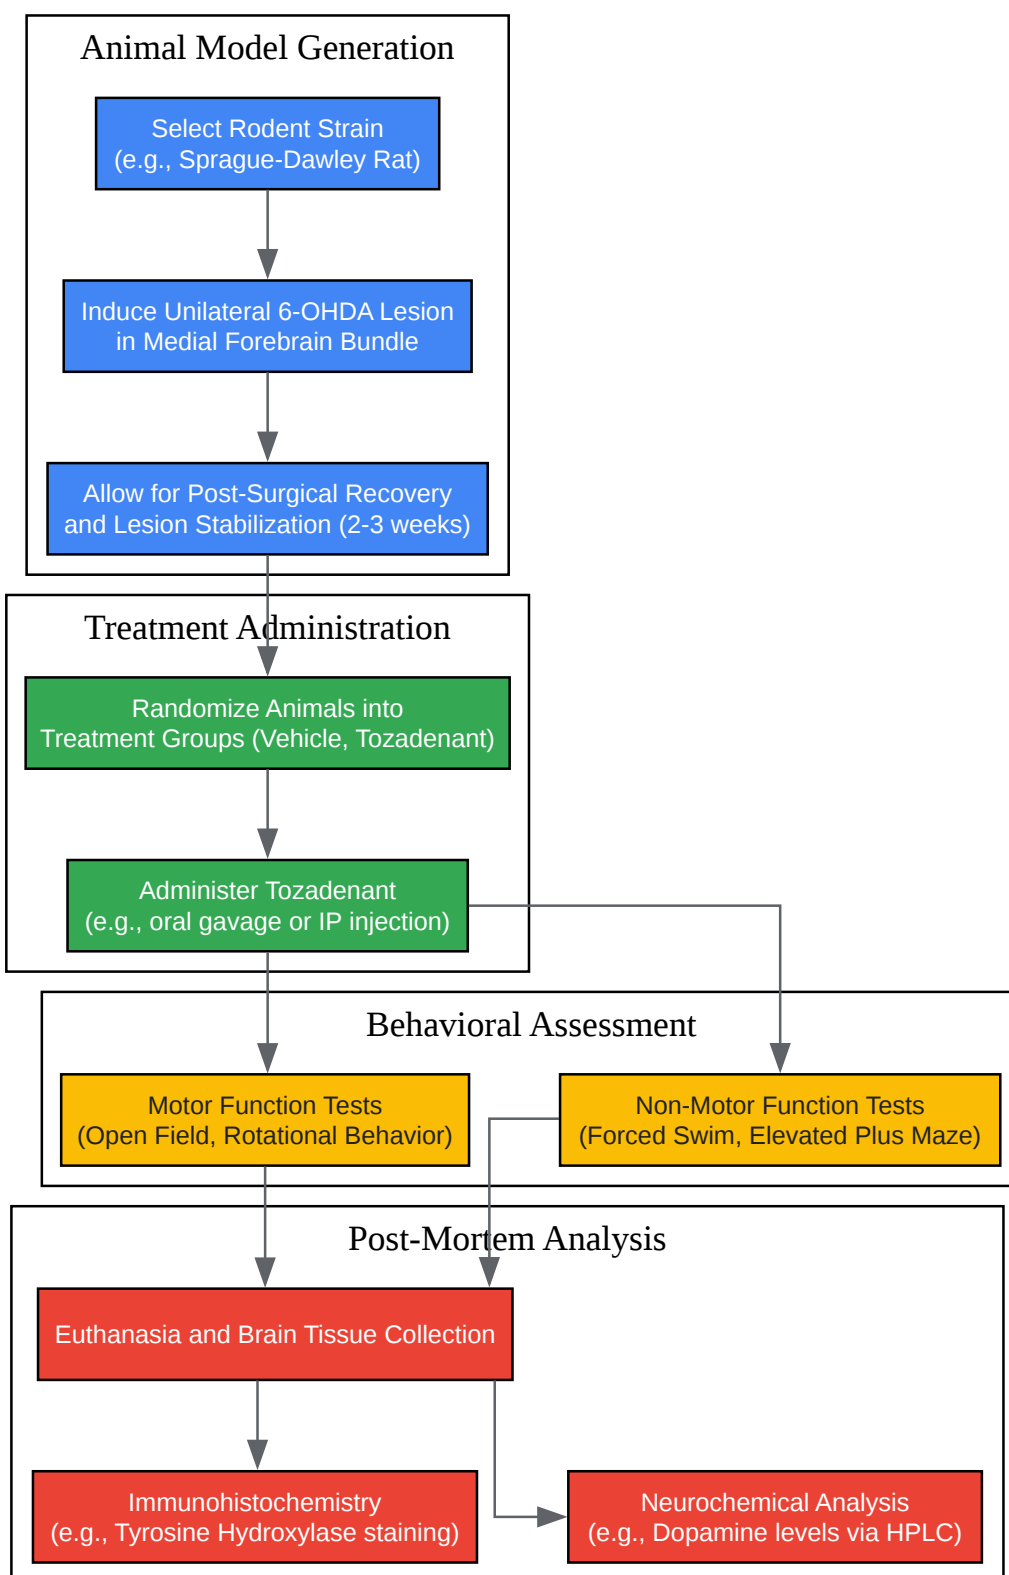 Animal Model Generation
Select Rodent Strain
(e.g., Sprague-Dawley Rat)
Induce Unilateral 6-OHDA Lesion
in Medial Forebrain Bundle
Allow for Post-Surgical Recovery
and Lesion Stabilization (2-3 weeks)
Treatment Administration
Randomize Animals into
Treatment Groups (Vehicle, Tozadenant)
Administer Tozadenant
(e.g., oral gavage or IP injection)
Behavioral Assessment
Motor Function Tests
(Open Field, Rotational Behavior)
Non-Motor Function Tests
(Forced Swim, Elevated Plus Maze)
Post-Mortem Analysis
Euthanasia and Brain Tissue Collection
Immunohistochemistry
(e.g., Tyrosine Hydroxylase staining)
Neurochemical Analysis
(e.g., Dopamine levels via HPLC)